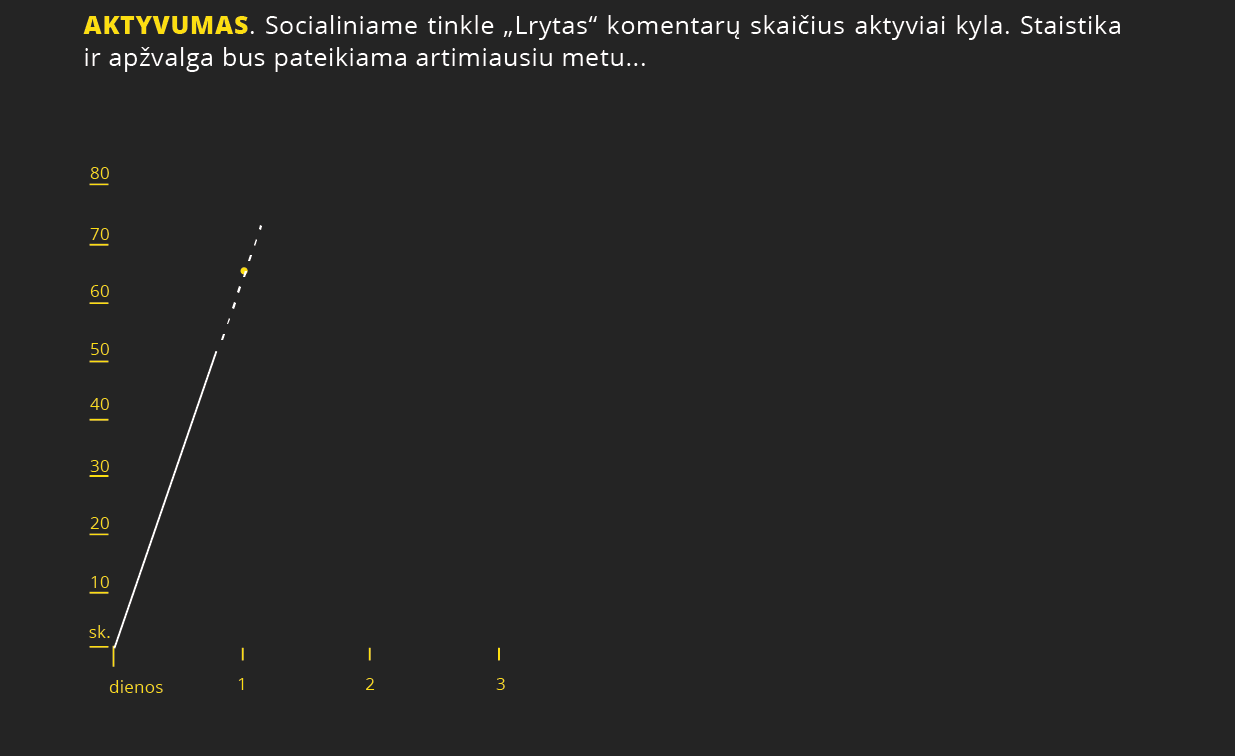 AKTYVUMAS. Socialiniame tinkle „Lrytas“ komentarų skaičius aktyviai kyla. Staistika
ir apžvalga bus pateikiama artimiausiu metu...
80
70
60
50
40
30
20
10
sk.
dienos 1 2 3